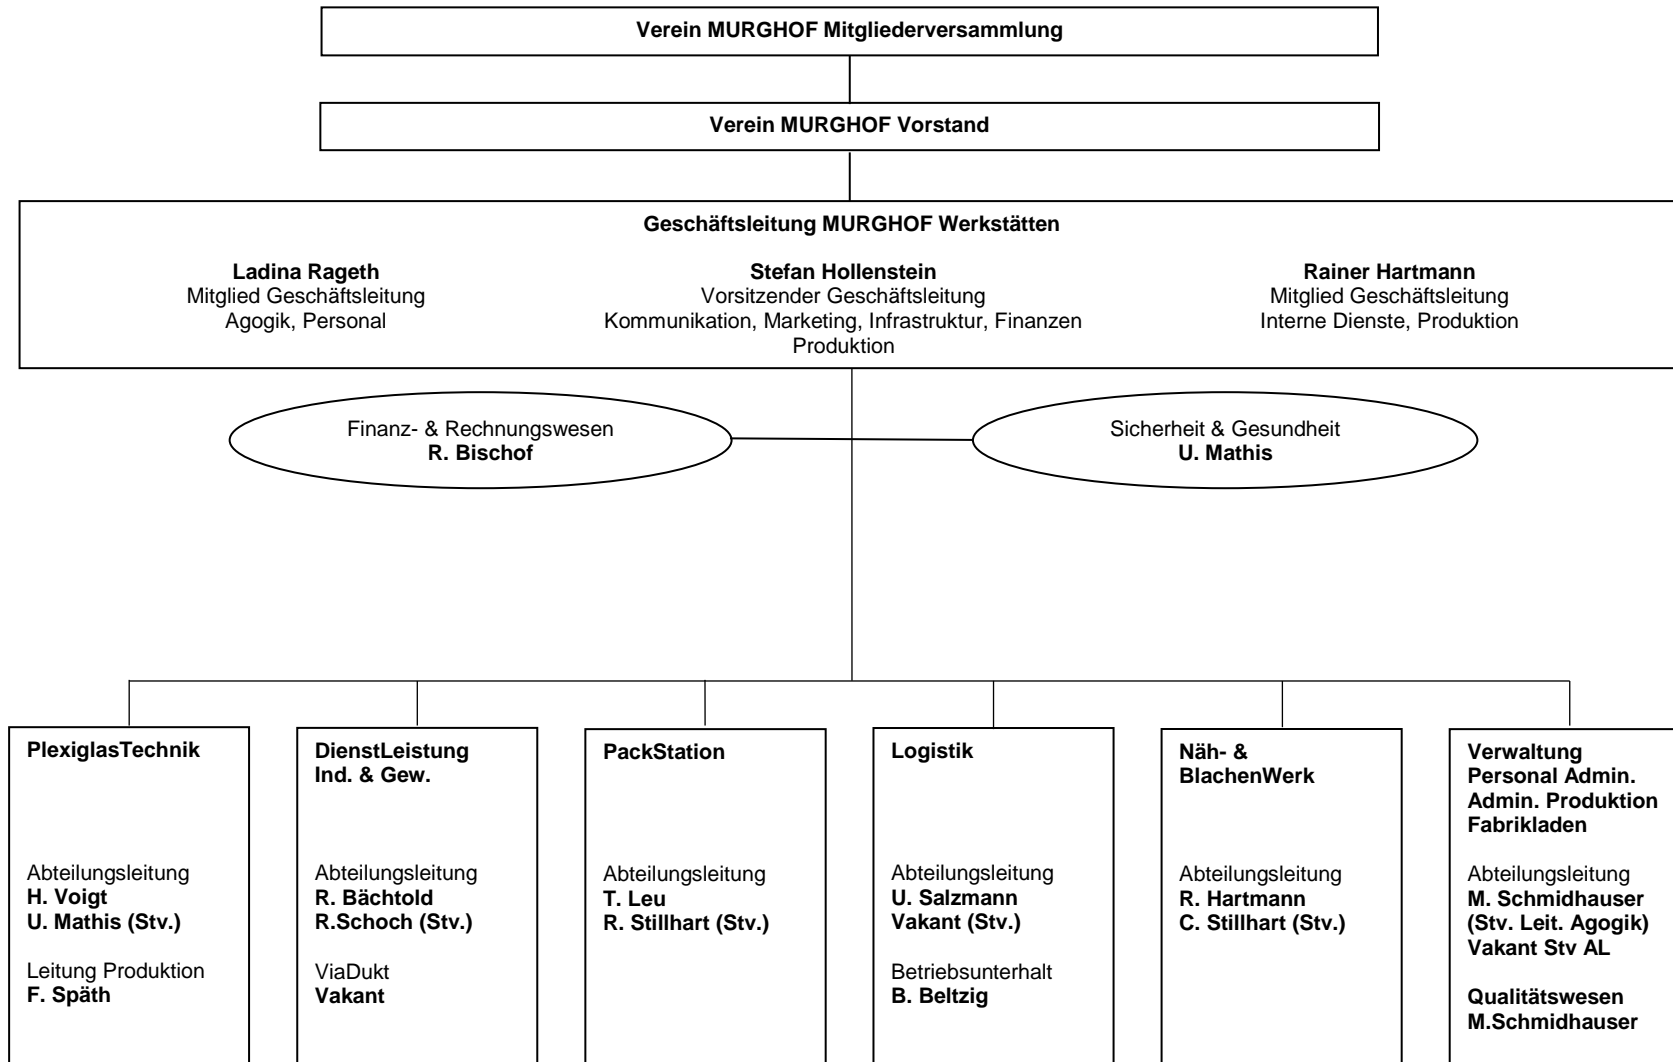 Verein MURGHOF Mitgliederversammlung
Verein MURGHOF Vorstand
Geschäftsleitung MURGHOF Werkstätten
Ladina Rageth
Mitglied Geschäftsleitung
Agogik, Personal
Stefan Hollenstein
Vorsitzender Geschäftsleitung
Kommunikation, Marketing, Infrastruktur, Finanzen
Produktion
Rainer Hartmann
Mitglied Geschäftsleitung
Interne Dienste, Produktion
Finanz- & Rechnungswesen
R. Bischof
Sicherheit & Gesundheit
U. Mathis
PlexiglasTechnik
Abteilungsleitung
H. Voigt
U. Mathis (Stv.)
Leitung Produktion
F. Späth
DienstLeistung
Ind. & Gew.
Abteilungsleitung
R. Bächtold
R.Schoch (Stv.)
ViaDukt
Vakant
PackStation
Abteilungsleitung
T. Leu
R. Stillhart (Stv.)
Logistik
Abteilungsleitung
U. Salzmann
Vakant (Stv.)
Betriebsunterhalt
B. Beltzig
Näh- &
BlachenWerk
Abteilungsleitung
R. Hartmann
C. Stillhart (Stv.)
Verwaltung
Personal Admin.
Admin. Produktion
Fabrikladen
Abteilungsleitung
M. Schmidhauser
(Stv. Leit. Agogik)
Vakant Stv AL
Qualitätswesen
M.Schmidhauser